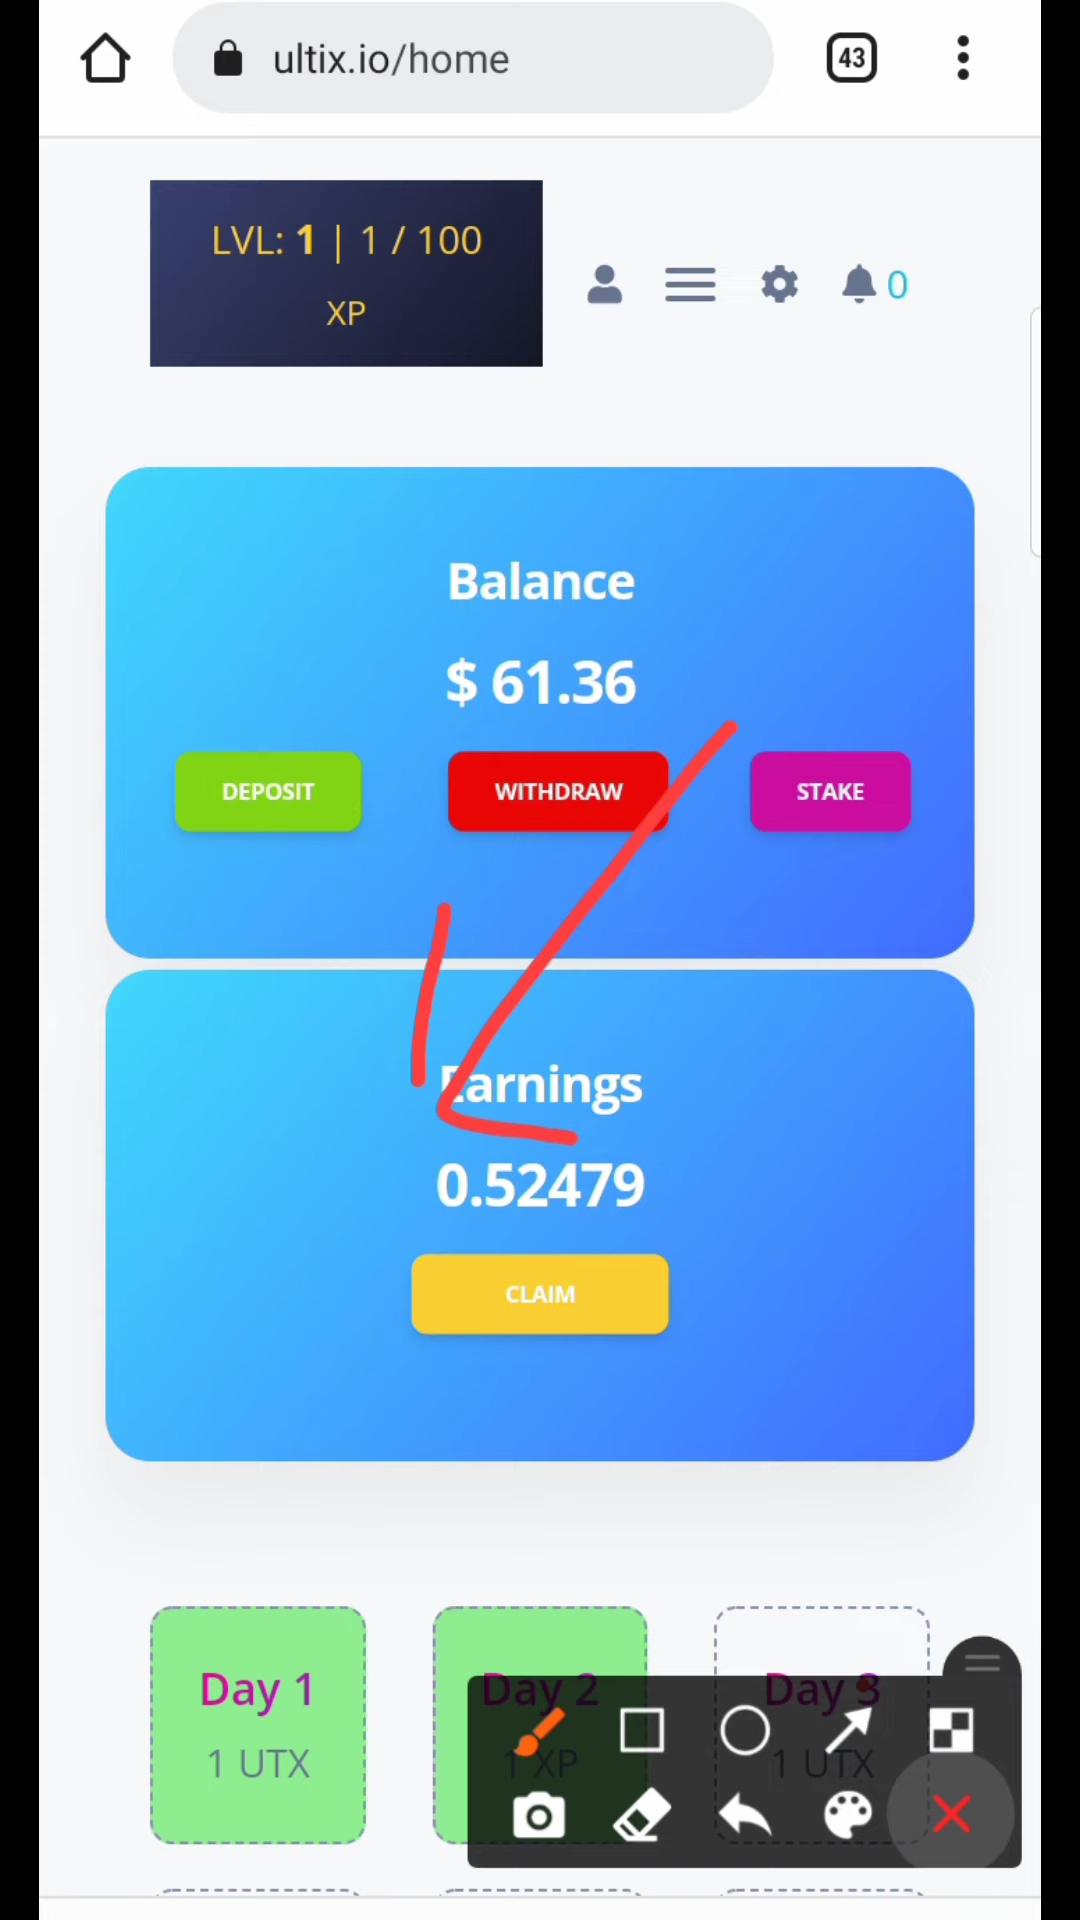 ultix.io/home
43
LVL: 1 | 1 / 100
XP
0
Balance
$ 61.36
DEPOSIT
WITHDRAW
STAKE
Earnings
0.52479
CLAIM
Day 1
Day 2
Day 3
1 UTX
1 XP
1 UTX